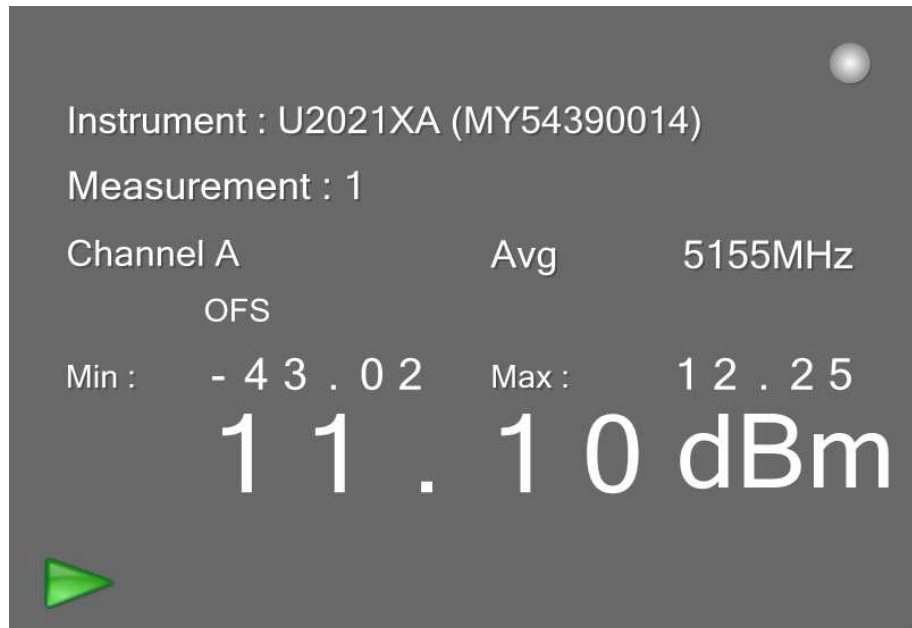 Instrument : U2021XA (MY54390014)
Measurement : 1
Channel A Avg 5155MHz
OFS
Min : -43.02 Max : 12.25
11.10 dBm